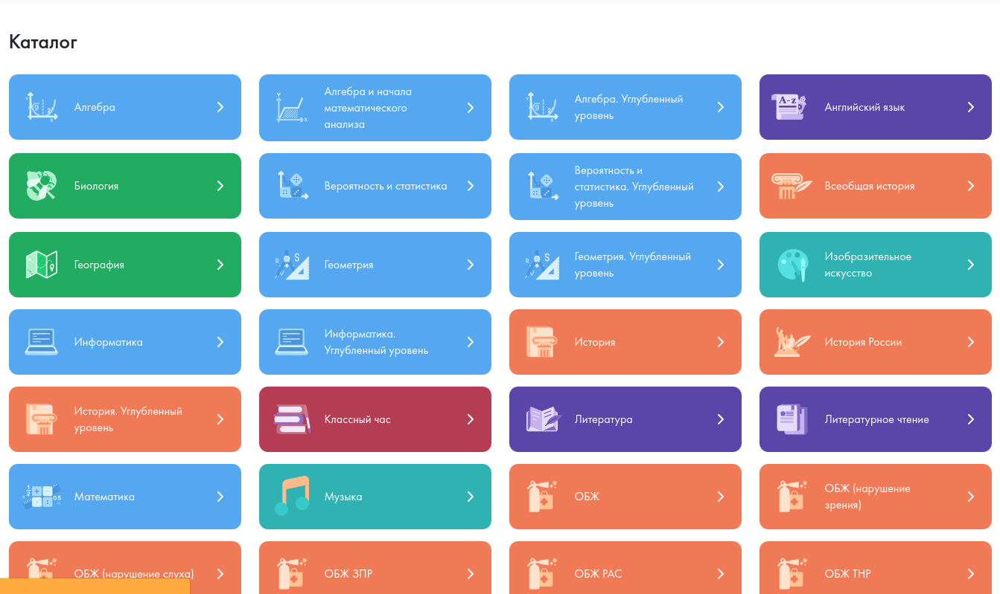 Каталог
Алгебра
Алгебра и начала
математического
анализа
Алгебра. Углубленный
уровень
Английский язык
Биология
Вероятность и статистика
Вероятность и
статистика. Углубленный
уровень
Всеобщая история
География
Геометрия
Геометрия. Углубленный
уровень
Изобразительное
искусство
Информатика
Информатика.
Углубленный уровень
История
История России
История. Углубленный
уровень
Классный час
Литература
Литературное чтение
Математика
Музыка
ОБЖ
ОБЖ (нарушение
зрения)
ОБЖ (нарушение слуха)
ОБЖ ЗПР
ОБЖ РАС
ОБЖ ТНР